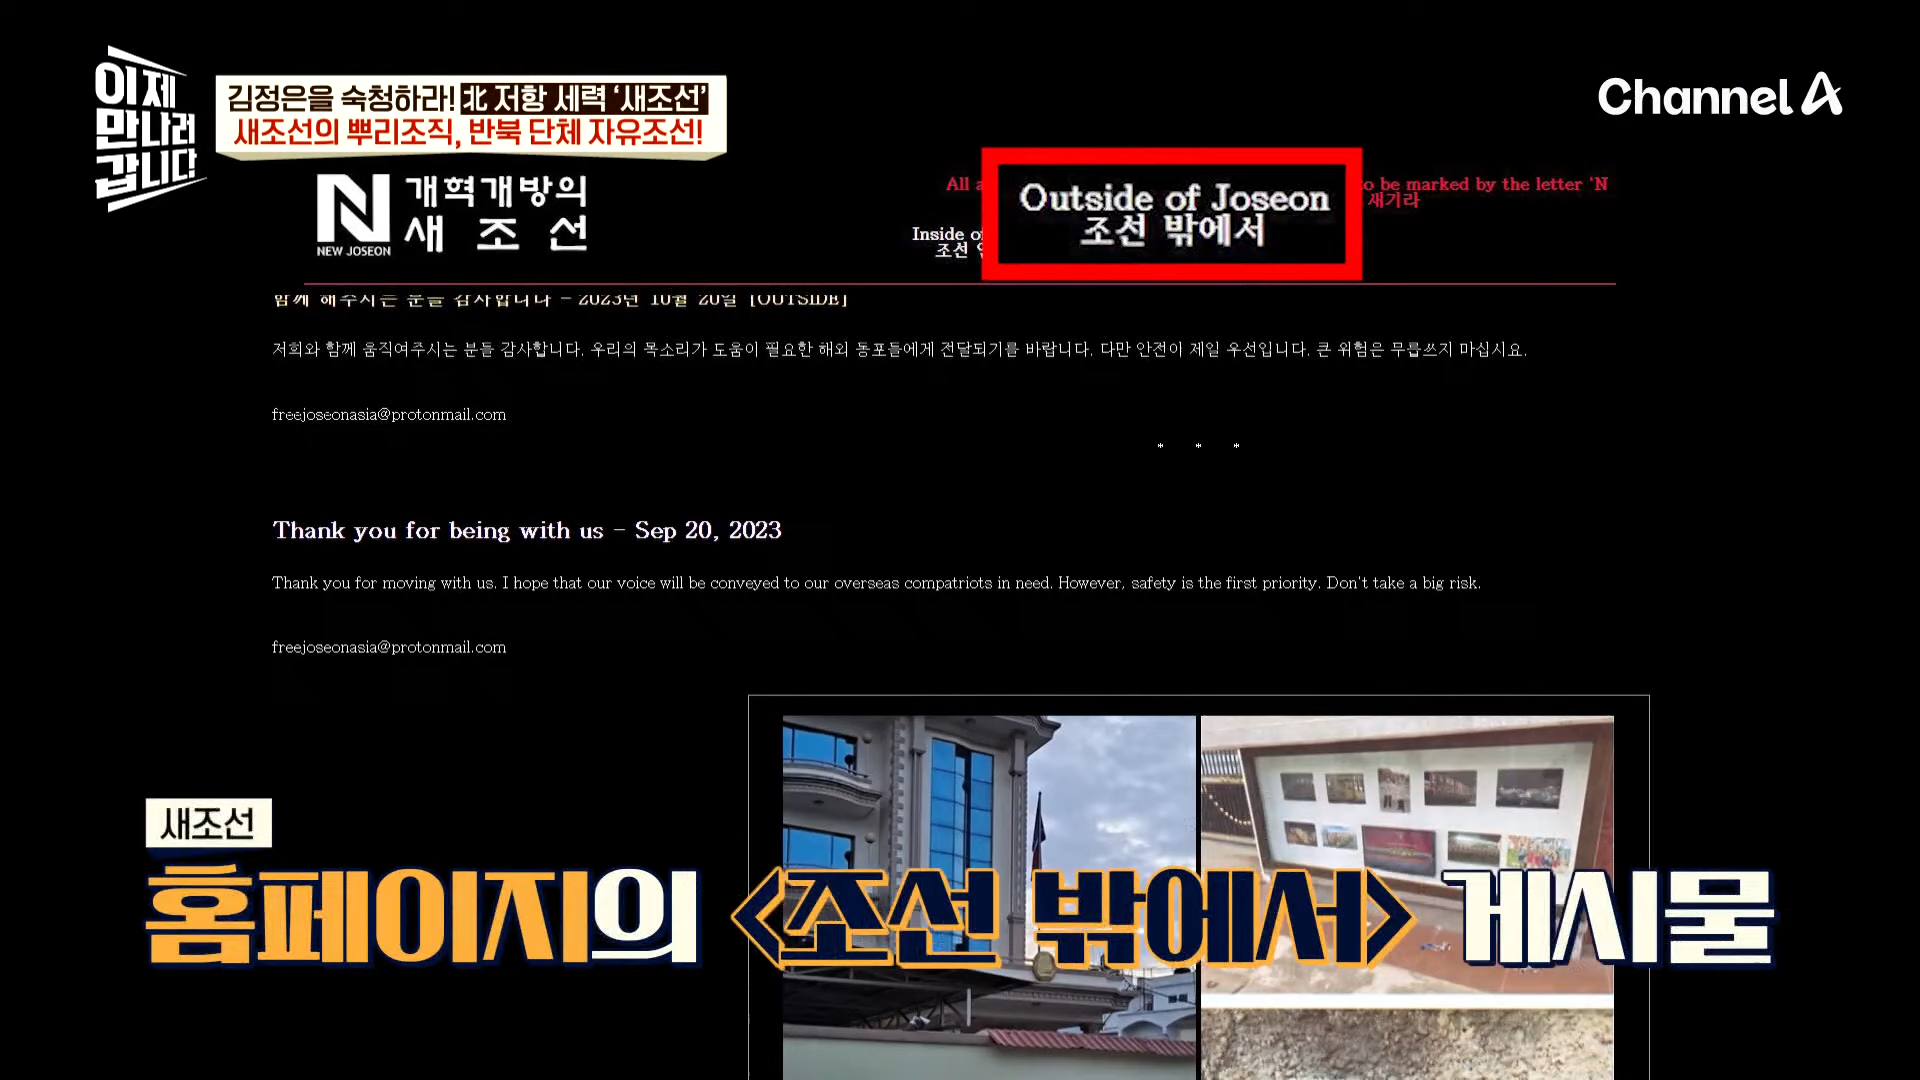 이제
만나러
갑니다!
김정은을 숙청하라! 北 저항 세력 ‘새조선’
새조선의 뿌리조직, 반북 단체 자유조선!
Channel A
N
NEW JOSEON
개혁개방의
새 조 선
All
to be marked by the letter ‘N
새기라
Inside
조선
Outside of Joseon
조선 밖에서
함께 해주시는 분들 감사합니다 - 2023년 10월 20일 [OUTSIDE]
저희와 함께 움직여주시는 분들 감사합니다. 우리의 목소리가 도움이 필요한 해외 동포들에게 전달되기를 바랍니다. 다만 안전이 제일 우선입니다. 큰 위험은 무릅쓰지 마십시요.
freejoseonasia@protonmail.com
* * *
Thank you for being with us - Sep 20, 2023
Thank you for moving with us. I hope that our voice will be conveyed to our overseas compatriots in need. However, safety is the first priority. Don't take a big risk.
freejoseonasia@protonmail.com
새조선
홈페이지의 <조선 밖에서> 게시물